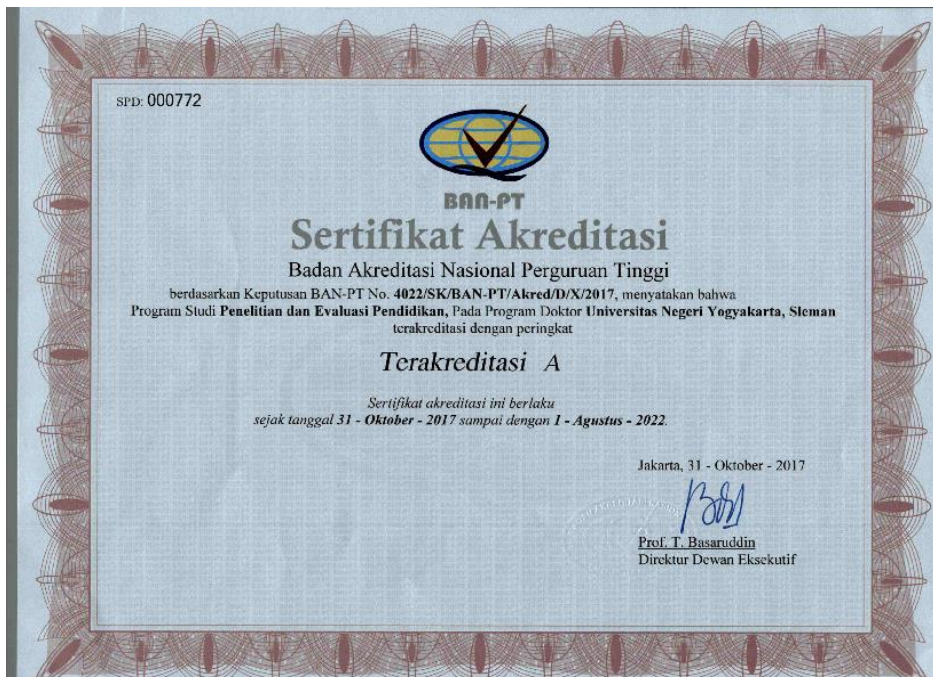 SPD: 000772
BAN-PT
Sertifikat Akreditasi
Badan Akreditasi Nasional Perguruan Tinggi
berdasarkan Keputusan BAN-PT No. 4022/SK/BAN-PT/Akred/D/X/2017, menyatakan bahwa
Program Studi Penelitian dan Evaluasi Pendidikan, Pada Program Doktor Universitas Negeri Yogyakarta, Sleman
terakreditasi dengan peringkat
Terakreditasi A
Sertifikat akreditasi ini berlaku
sejak tanggal 31 - Oktober - 2017 sampai dengan 1 - Agustus - 2022.
Jakarta, 31 - Oktober - 2017
Prof. T. Basaruddin
Direktur Dewan Eksekutif